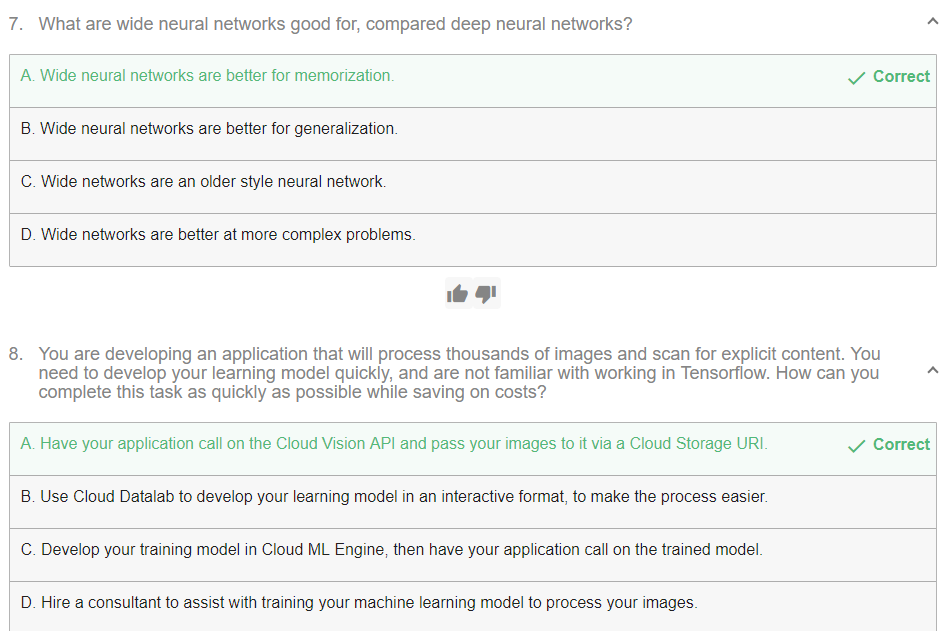 7. What are wide neural networks good for, compared deep neural networks?
A. Wide neural networks are better for memorization.
Correct
B. Wide neural networks are better for generalization.
C. Wide networks are an older style neural network.
D. Wide networks are better at more complex problems.
8. You are developing an application that will process thousands of images and scan for explicit content. You
need to develop your learning model quickly, and are not familiar with working in Tensorflow. How can you
complete this task as quickly as possible while saving on costs?
A. Have your application call on the Cloud Vision API and pass your images to it via a Cloud Storage URI.
Correct
B. Use Cloud Datalab to develop your learning model in an interactive format, to make the process easier.
C. Develop your training model in Cloud ML Engine, then have your application call on the trained model.
D. Hire a consultant to assist with training your machine learning model to process your images.